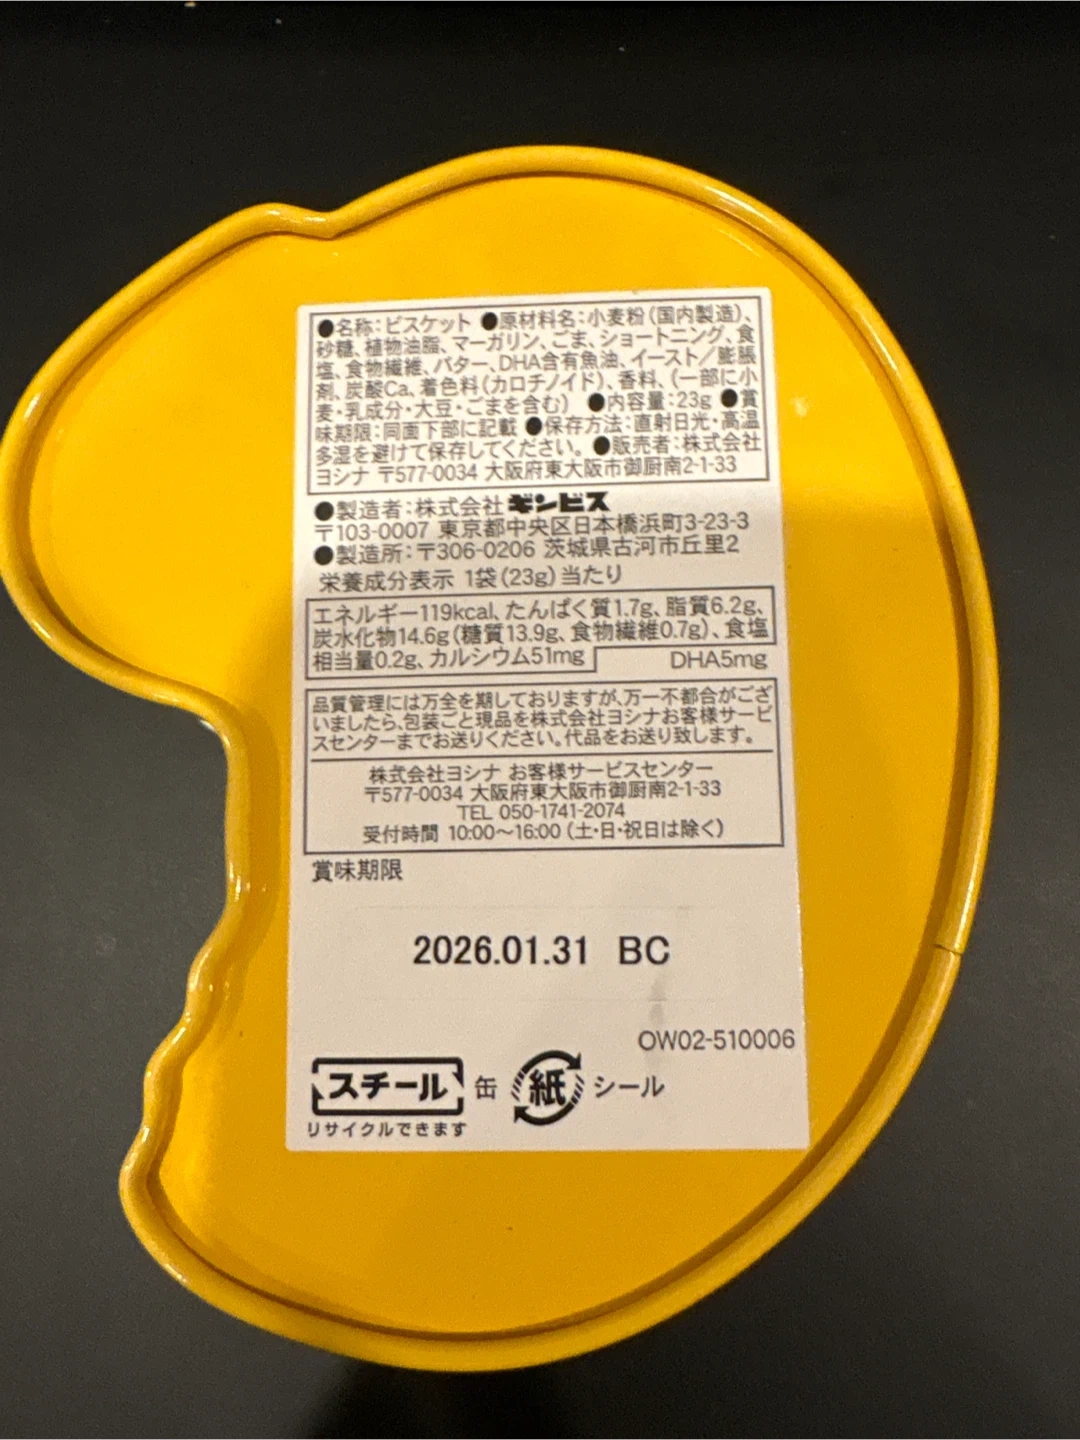 ●名称：ビスケット ●原材料名：小麦粉（国内製造）、
砂糖、植物油脂、マーガリン、ごま、ショートニング、食
塩、食物繊維、バター、DHA含有魚油、イースト／膨脹
剤、炭酸Ca、着色料（カロチノイド）、香料、（一部に小
麦・乳成分・大豆・ごまを含む） ●内容量：23g ●賞
味期限：同面下部に記載 ●保存方法：直射日光・高温
多湿を避けて保存してください。 ●販売者：株式会社
ヨシナ 〒577-0034 大阪府東大阪市御厨南2-1-33
●製造者：株式会社 ギンビス
〒103-0007 東京都中央区日本橋浜町3-23-3
●製造所：〒306-0206 茨城県古河市丘里2
栄養成分表示 1袋（23g）当たり
エネルギー119kcal、たんぱく質1.7g、脂質6.2g、
炭水化物14.6g（糖質13.9g、食物繊維0.7g）、食塩
相当量0.2g、カルシウム51mg DHA5mg
品質管理には万全を期しておりますが、万一不都合がござ
いましたら、包装ごと現品を株式会社ヨシナお客様サービ
スセンターまでお送りください。代品をお送り致します。
株式会社ヨシナ お客様サービスセンター
〒577-0034 大阪府東大阪市御厨南2-1-33
TEL 050-1741-2074
受付時間 10:00～16:00（土・日・祝日は除く）
賞味期限
2026.01.31 BC
OW02-510006
スチール 缶 紙 シール
リサイクルできます